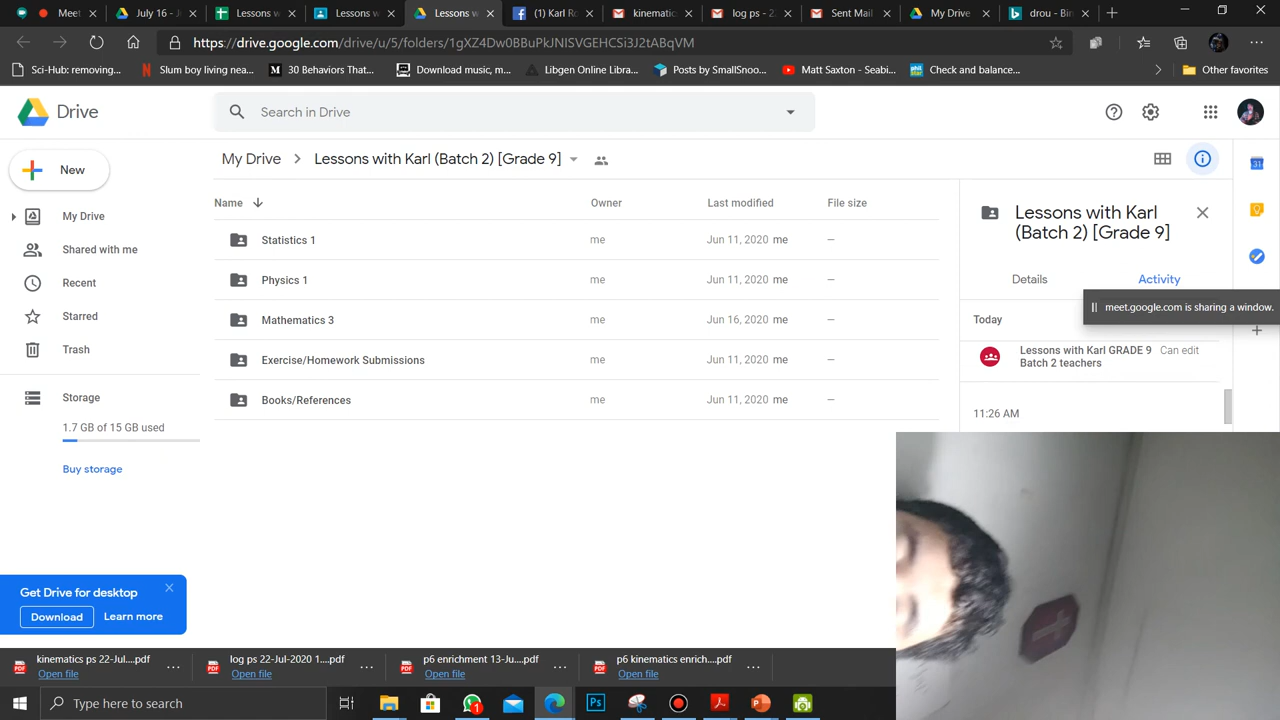 Meet
July 16 - J
Lessons w
Lessons w
Lessons w
(1) Karl Ro
kinematic
log ps - 22
Sent Mail
My Drive
drou - Bin
https://drive.google.com/drive/u/5/folders/1gXZ4Dw0BBuPkJNISVGEHCSi3J2tABqVM
Sci-Hub: removing...
Slum boy living nea...
30 Behaviors That...
Download music, m...
Libgen Online Libra...
Posts by SmallSnoo...
Matt Saxton - Seabi...
Check and balance...
Other favorites
Drive
Search in Drive
New
My Drive > Lessons with Karl (Batch 2) [Grade 9]
My Drive
Shared with me
Recent
Starred
Trash
Storage
1.7 GB of 15 GB used
Buy storage
Name Owner Last modified File size
Statistics 1 me Jun 11, 2020 me —
Physics 1 me Jun 11, 2020 me —
Mathematics 3 me Jun 16, 2020 me —
Exercise/Homework Submissions me Jun 11, 2020 me —
Books/References me Jun 11, 2020 me —
Lessons with Karl
(Batch 2) [Grade 9]
Details Activity
meet.google.com is sharing a window.
Today
Lessons with Karl GRADE 9 Can edit
Batch 2 teachers
11:26 AM
31
Get Drive for desktop
Download Learn more
kinematics ps 22-Jul....pdf
Open file
log ps 22-Jul-2020 1....pdf
Open file
p6 enrichment 13-Ju....pdf
Open file
p6 kinematics enrich....pdf
Open file
Type here to search
1
Ps